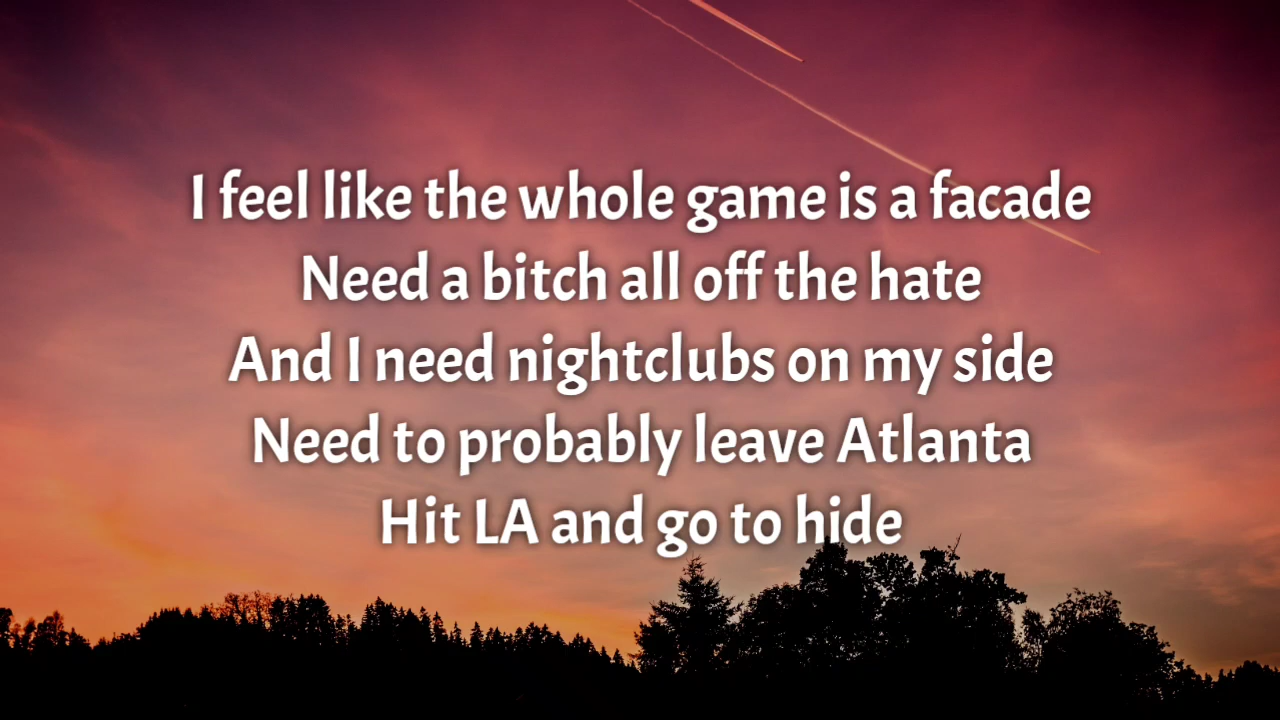 I feel like the whole game is a facade
Need a bitch all off the hate
And I need nightclubs on my side
Need to probably leave Atlanta
Hit LA and go to hide